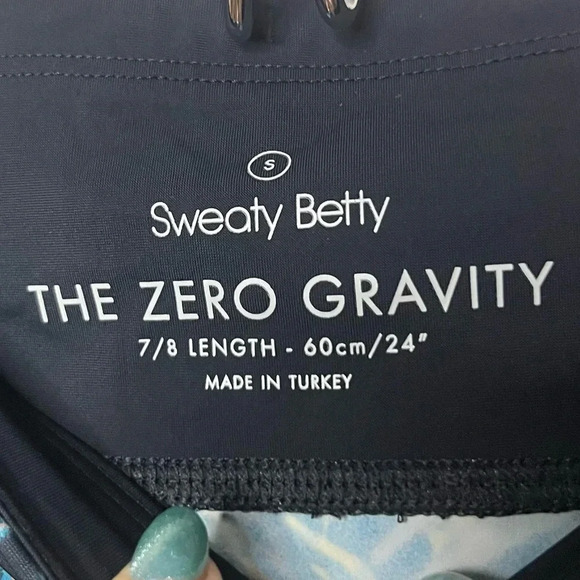 S
Sweaty Betty
THE ZERO GRAVITY
7/8 LENGTH - 60cm/24"
MADE IN TURKEY